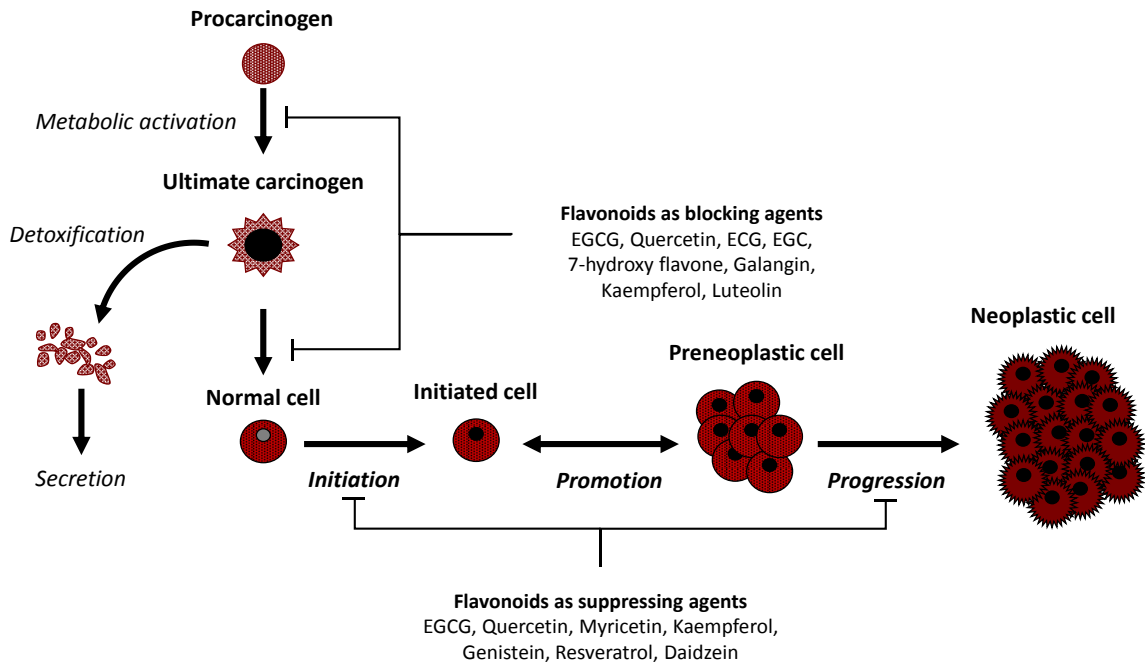 Procarcinogen
Metabolic activation
Ultimate carcinogen
Detoxification
Flavonoids as blocking agents
EGCG, Quercetin, ECG, EGC,
7-hydroxy flavone, Galangin,
Kaempferol, Luteolin
Neoplastic cell
Preneoplastic cell
Normal cell
Initiated cell
Secretion
Initiation
Promotion
Progression
Flavonoids as suppressing agents
EGCG, Quercetin, Myricetin, Kaempferol,
Genistein, Resveratrol, Daidzein